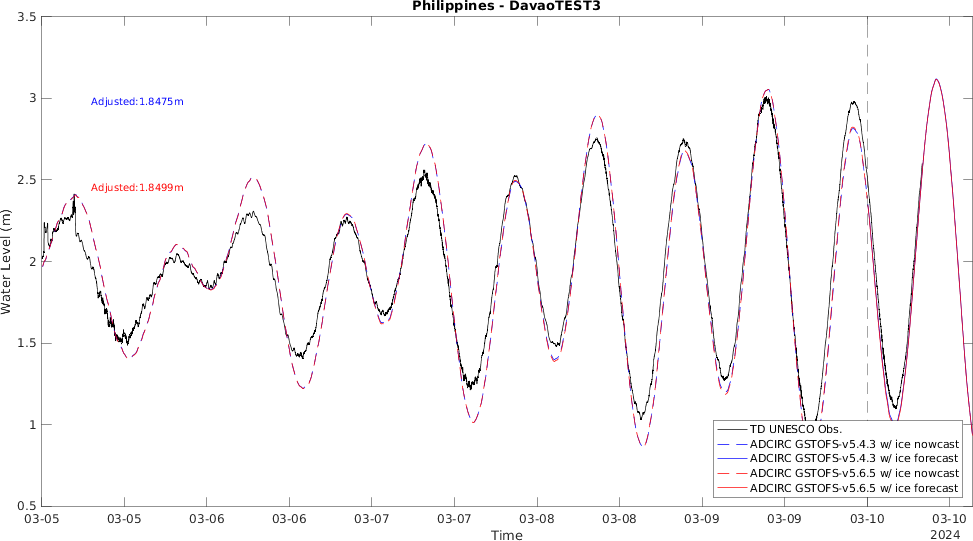 Philippines - DavaoTEST3
3.5
3
2.5
2
1.5
1
0.5
Water Level (m)
Adjusted:1.8475m
Adjusted:1.8499m
TD UNESCO Obs.
ADCIRC GSTOFS-v5.4.3 w/ ice nowcast
ADCIRC GSTOFS-v5.4.3 w/ ice forecast
ADCIRC GSTOFS-v5.6.5 w/ ice nowcast
ADCIRC GSTOFS-v5.6.5 w/ ice forecast
03-05 03-05 03-06 03-06 03-07 03-07 03-08 03-08 03-09 03-09 03-10 03-10
2024
Time